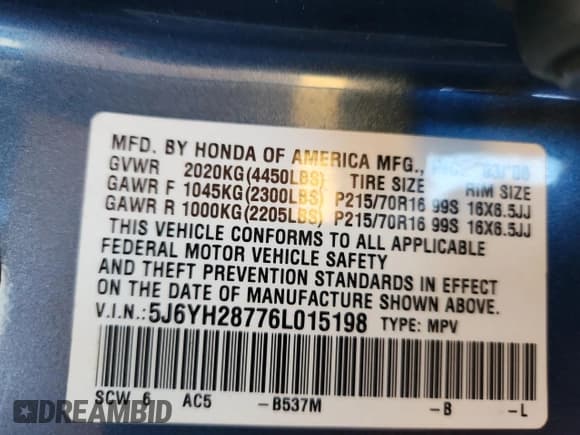 MFD. BY HONDA OF AMERICA MFG., 03/06
GVWR 2020KG(4450LBS) TIRE SIZE RIM SIZE
GAWR F 1045KG(2300LBS) P215/70R16 99S 16X6.5JJ
GAWR R 1000KG(2205LBS) P215/70R16 99S 16X6.5JJ
THIS VEHICLE CONFORMS TO ALL APPLICABLE
FEDERAL MOTOR VEHICLE SAFETY
AND THEFT PREVENTION STANDARDS IN EFFECT
ON THE DATE OF MANUFACTURE SHOWN ABOVE.
V.I.N.:5J6YH28776L015198 TYPE: MPV
SCW 6 AC5 -B537M -B -L
DREAMBID